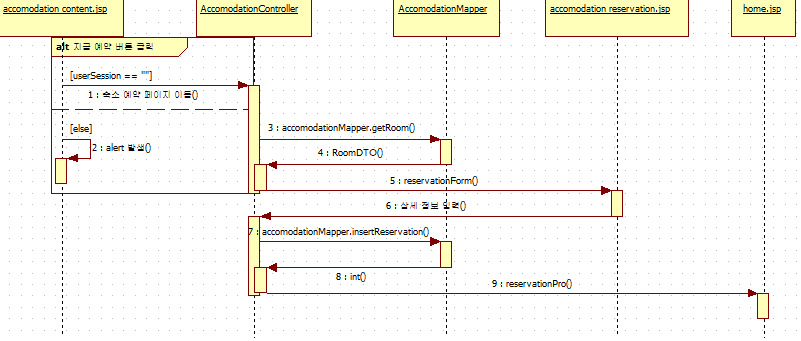 accomodation content.jsp
AccomodationController
AccomodationMapper
accomodation reservation.jsp
home.jsp
alt 지금 예약 버튼 클릭
[userSession == ""]
1 : 숙소 예약 페이지 이동()
[else]
2 : alert 발생()
3 : accomodationMapper.getRoom()
4 : RoomDTO()
5 : reservationForm()
6 : 상세 정보 입력()
7 : accomodationMapper.insertReservation()
8 : int()
9 : reservationPro()